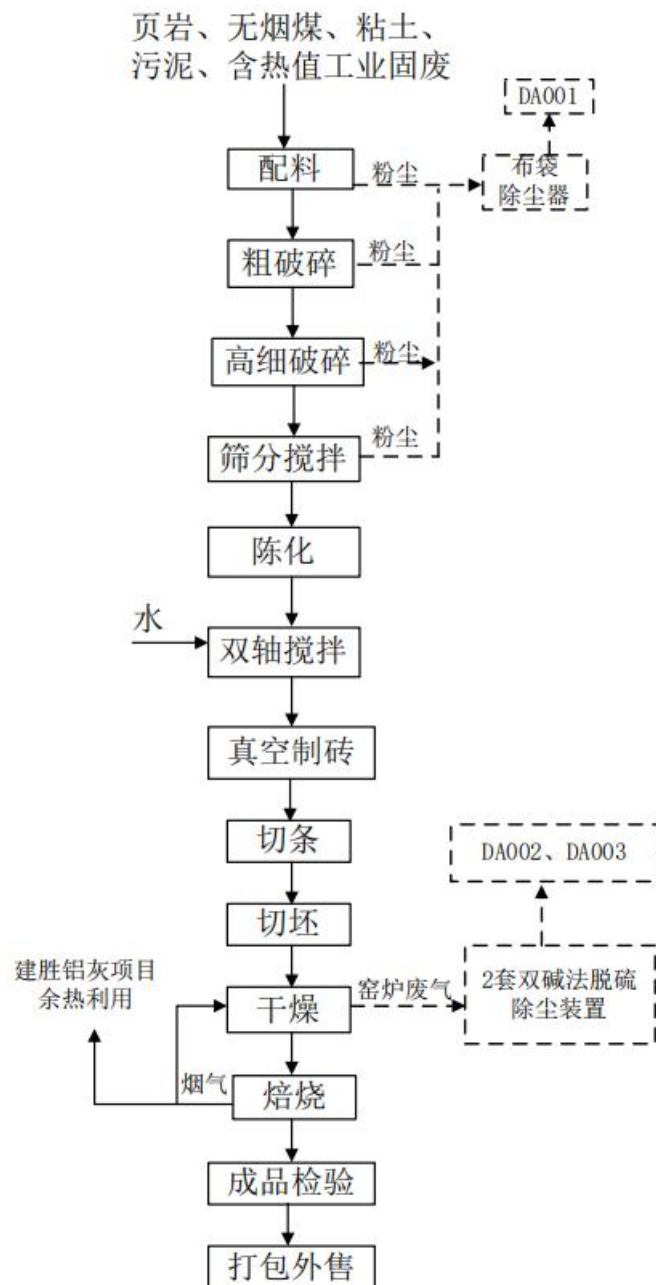 页岩、无烟煤、粘土、
污泥、含热值工业固废
DA001
配料
粉尘
布袋
除尘器
粗破碎
粉尘
高细破碎
粉尘
筛分搅拌
粉尘
陈化
水
双轴搅拌
真空制砖
切条
DA002、DA003
切坯
建胜铝灰项目
余热利用
干燥
窑炉废气
2套双碱法脱硫
除尘装置
烟气
焙烧
成品检验
打包外售